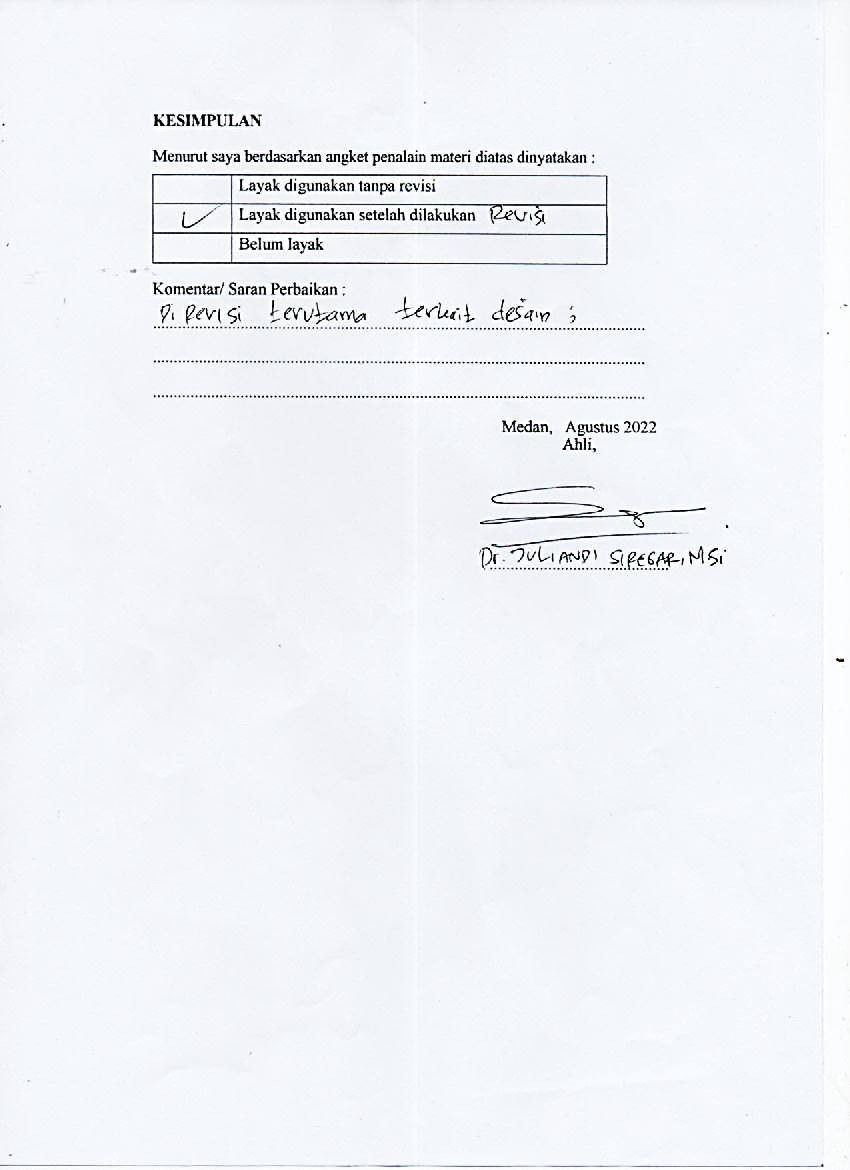 KESIMPULAN
Menurut saya berdasarkan angket penalain materi diatas dinyatakan :
Layak digunakan tanpa revisi
Layak digunakan setelah dilakukan Revisi
Belum layak
Komentar/ Saran Perbaikan :
Di Revisi terutama terkait desain ;
Medan, Agustus 2022
Ahli,
Dr. JULIANDI SIREGAR, MSi